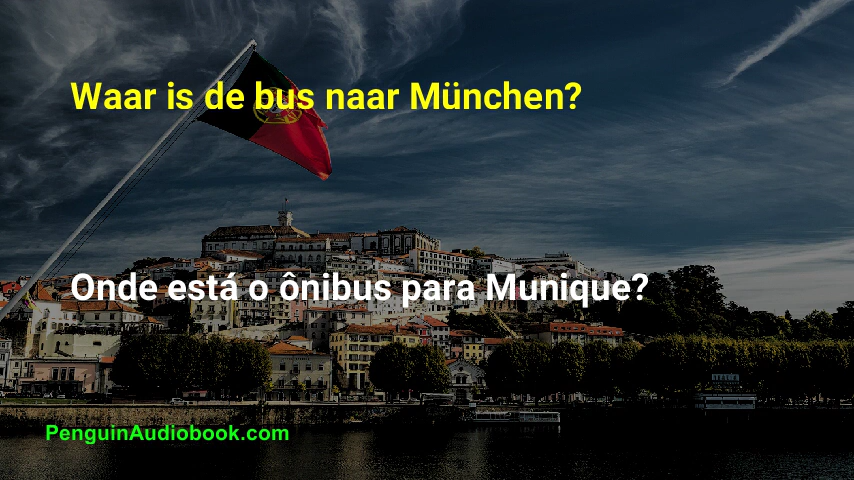 Waar is de bus naar München?
Onde está o ônibus para Munique?
PenguinAudiobook.com